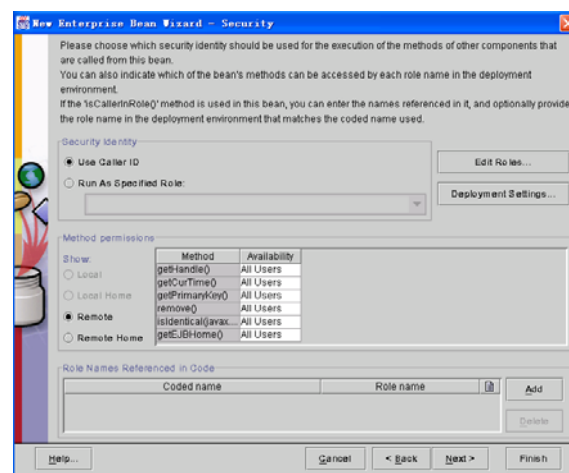 New Enterprise Bean Wizard - Security
Please choose which security identity should be used for the execution of the methods of other components that
are called from this bean.
You can also indicate which of the bean's methods can be accessed by each role name in the deployment
environment.
If the 'isCallerInRole()' method is used in this bean, you can enter the names referenced in it, and optionally provide
the role name in the deployment environment that matches the coded name used.
Security Identity
Use Caller ID
Run As Specified Role:
Edit Roles...
Deployment Settings...
Method permissions
Show:
Local
Local Home
Remote
Remote Home
Method Availability
getHandle() All Users
getCurTime() All Users
getPrimaryKey() All Users
remove() All Users
isIdentical(javax... All Users
getEJBHome() All Users
Role Names Referenced in Code
Coded name Role name
Add
Delete
Help... Cancel < Back Next > Finish